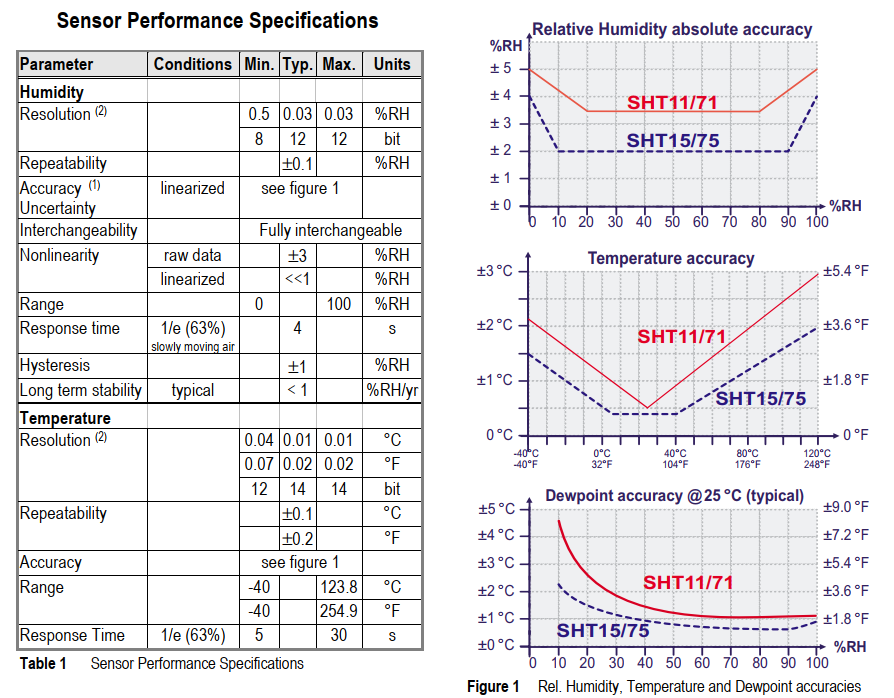 Sensor Performance Specifications
Parameter Conditions Min. Typ. Max. Units
Humidity
Resolution (2) 0.5 0.03 0.03 %RH
8 12 12 bit
Repeatability ±0.1 %RH
Accuracy (1) linearized see figure 1
Uncertainty
Interchangeability Fully interchangeable
Nonlinearity raw data ±3 %RH
linearized <<1 %RH
Range 0 100 %RH
Response time 1/e (63%) 4 s
slowly moving air
Hysteresis ±1 %RH
Long term stability typical < 1 %RH/yr
Temperature
Resolution (2) 0.04 0.01 0.01 °C
0.07 0.02 0.02 °F
12 14 14 bit
Repeatability ±0.1 °C
±0.2 °F
Accuracy see figure 1
Range -40 123.8 °C
-40 254.9 °F
Response Time 1/e (63%) 5 30 s
Table 1 Sensor Performance Specifications
Relative Humidity absolute accuracy
%RH
± 5
± 4
SHT11/71
± 3
SHT15/75
± 2
± 1
± 0
%RH
0 10 20 30 40 50 60 70 80 90 100
Temperature accuracy
±3 °C ±5.4 °F
±2 °C ±3.6 °F
SHT11/71
±1 °C ±1.8 °F
SHT15/75
0 °C 0 °F
-40°C 0°C 40°C 80°C 120°C
-40°F 32°F 104°F 176°F 248°F
Dewpoint accuracy @25 °C (typical)
±5 °C ±9.0 °F
±4 °C ±7.2 °F
±3 °C ±5.4 °F
SHT11/71
±2 °C ±3.6 °F
±1 °C ±1.8 °F
SHT15/75
±0 °C %RH
0 10 20 30 40 50 60 70 80 90 100
Figure 1 Rel. Humidity, Temperature and Dewpoint accuracies